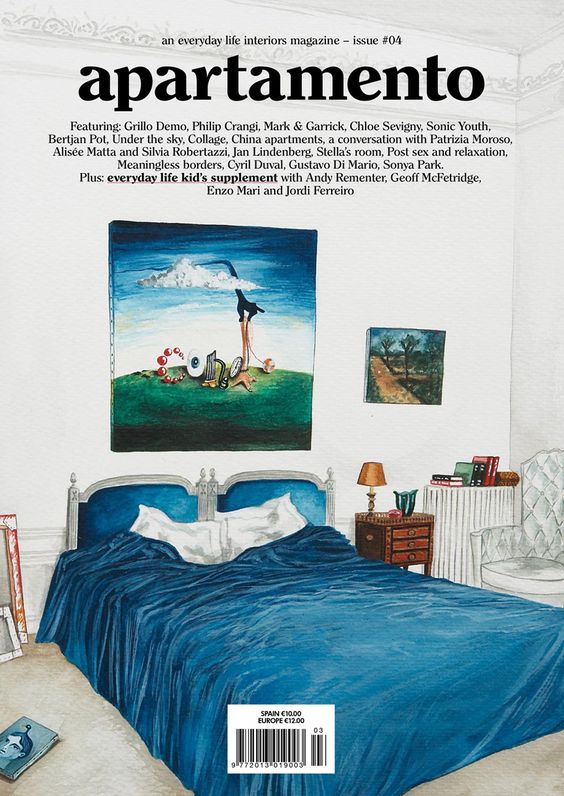 an everyday life interiors magazine – issue #04
apartamento
Featuring: Grillo Demo, Philip Crangi, Mark & Garrick, Chloe Sevigny, Sonic Youth,
Bertjan Pot, Under the sky, Collage, China apartments, a conversation with Patrizia Moroso,
Alisée Matta and Silvia Robertazzi, Jan Lindenberg, Stella's room, Post sex and relaxation,
Meaningless borders, Cyril Duval, Gustavo Di Mario, Sonya Park.
Plus: everyday life kid's supplement with Andy Rementer, Geoff McFetridge,
Enzo Mari and Jordi Ferreiro
SPAIN €10.00
EUROPE €12.00
03
9 772013 019003